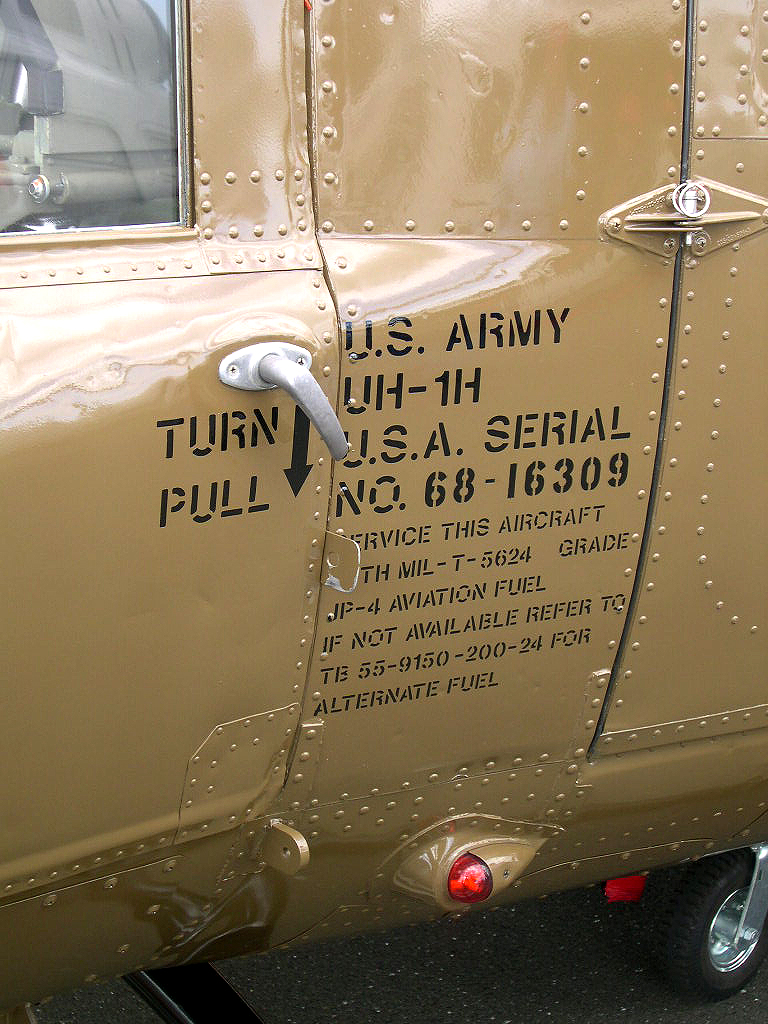 TURN
PULL
U.S. ARMY
UH-1H
U.S.A. SERIAL
NO. 68-16309
SERVICE THIS AIRCRAFT
TH MIL-T-5624 GRADE
JP-4 AVIATION FUEL
IF NOT AVAILABLE REFER TO
TB 55-9150-200-24 FOR
ALTERNATE FUEL